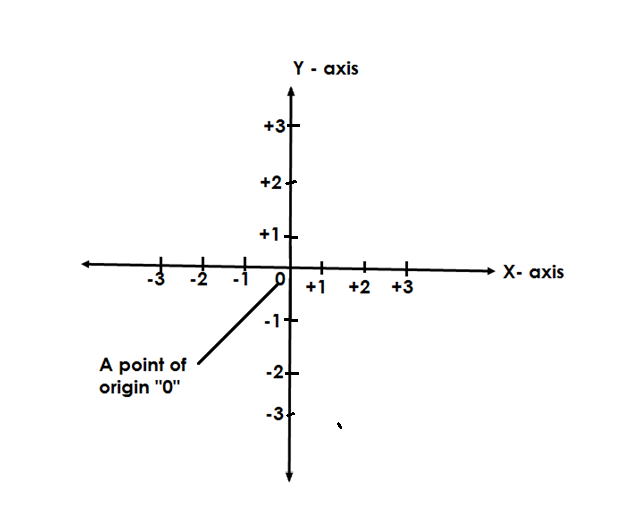 Y - axis
+3
+2
+1
-3 -2 -1 0 +1 +2 +3
X- axis
-1
-2
-3
A point of
origin "0"